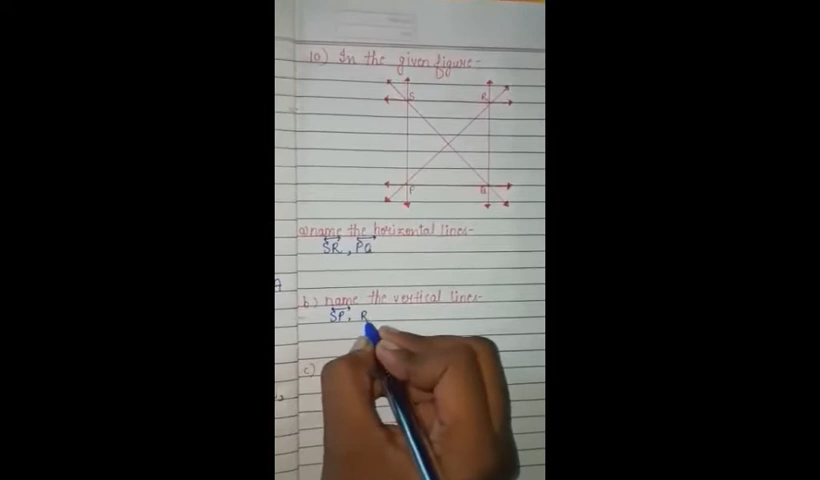 10) In the given figure-
S R
P Q
a) name the horizontal lines-
SR, PQ
b) name the vertical lines-
SP, R
c)